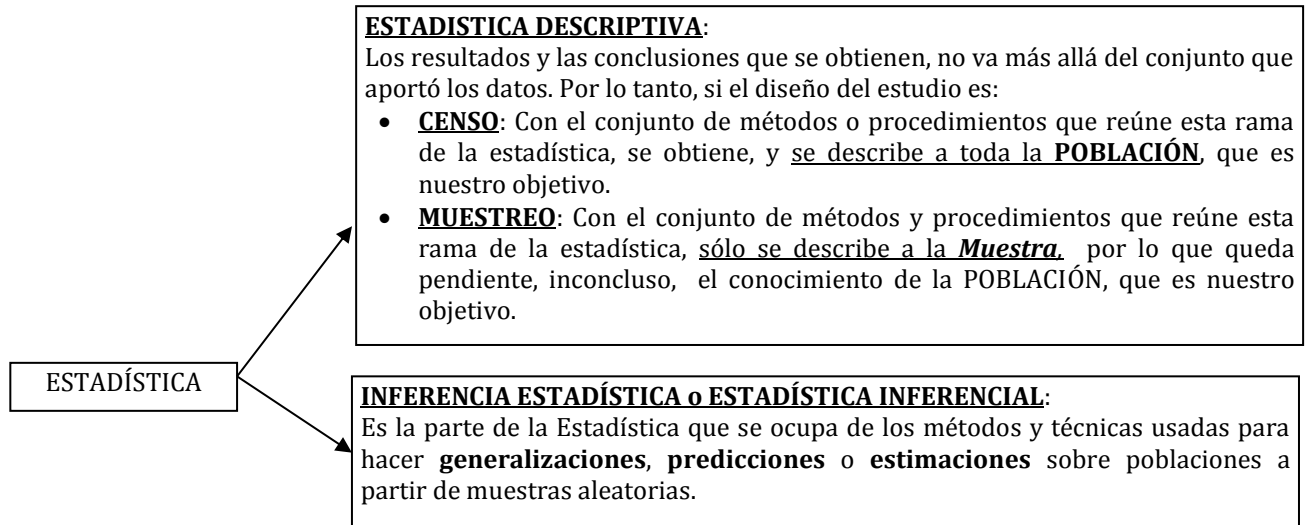 ESTADISTICA DESCRIPTIVA:
Los resultados y las conclusiones que se obtienen, no va más allá del conjunto que
aportó los datos. Por lo tanto, si el diseño del estudio es:
• CENSO: Con el conjunto de métodos o procedimientos que reúne esta rama
de la estadística, se obtiene, y se describe a toda la POBLACIÓN, que es
nuestro objetivo.
• MUESTREO: Con el conjunto de métodos y procedimientos que reúne esta
rama de la estadística, sólo se describe a la Muestra, por lo que queda
pendiente, inconcluso, el conocimiento de la POBLACIÓN, que es nuestro
objetivo.
ESTADÍSTICA
INFERENCIA ESTADÍSTICA o ESTADÍSTICA INFERENCIAL:
Es la parte de la Estadística que se ocupa de los métodos y técnicas usadas para
hacer generalizaciones, predicciones o estimaciones sobre poblaciones a
partir de muestras aleatorias.